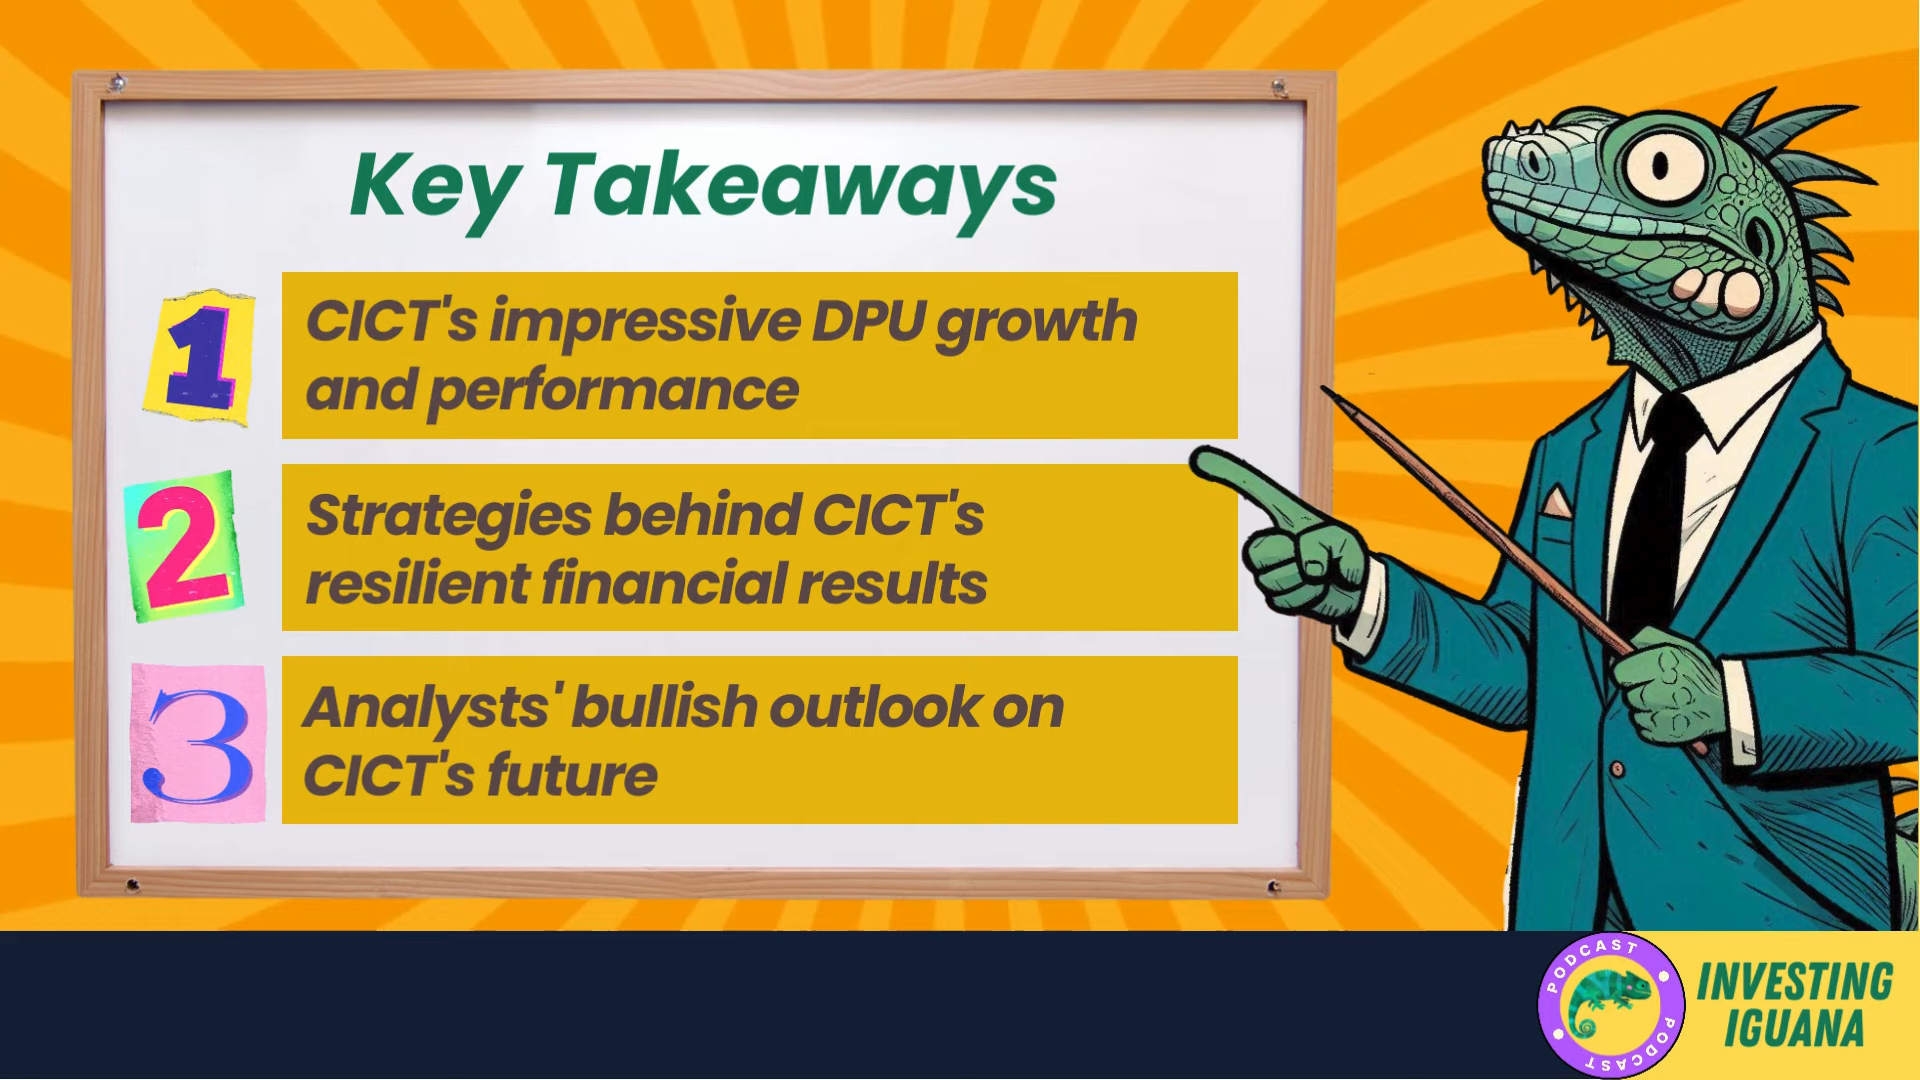 Key Takeaways
1
CICT's impressive DPU growth
and performance
2
Strategies behind CICT's
resilient financial results
3
Analysts' bullish outlook on
CICT's future
PODCAST
PODCAST
INVESTING
IGUANA